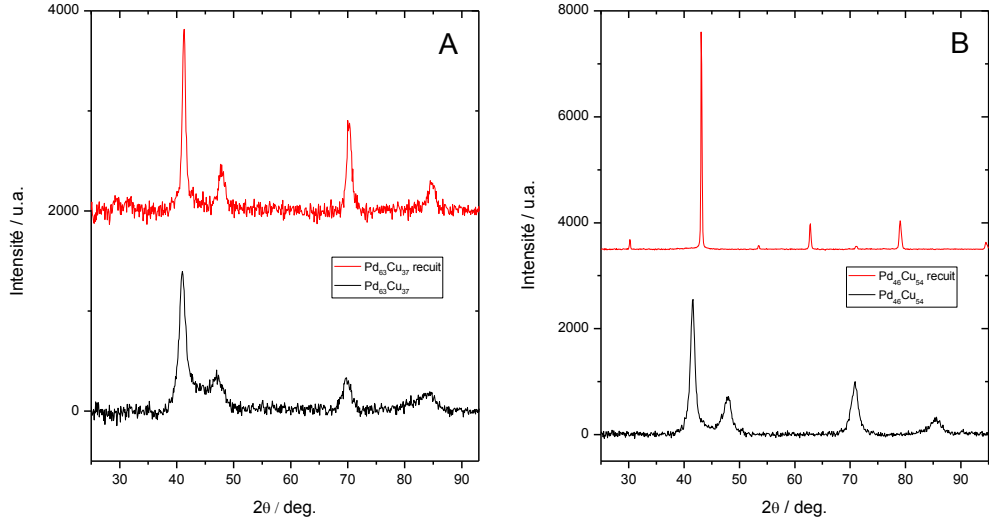 A
4000
2000
0
Intensité / u.a.
Pd₆₃Cu₃₇ recuit
Pd₆₃Cu₃₇
30 40 50 60 70 80 90
2θ / deg.
B
8000
6000
4000
2000
0
Intensité / u.a.
Pd₄₆Cu₅₄ recuit
Pd₄₆Cu₅₄
30 40 50 60 70 80 90
2θ / deg.